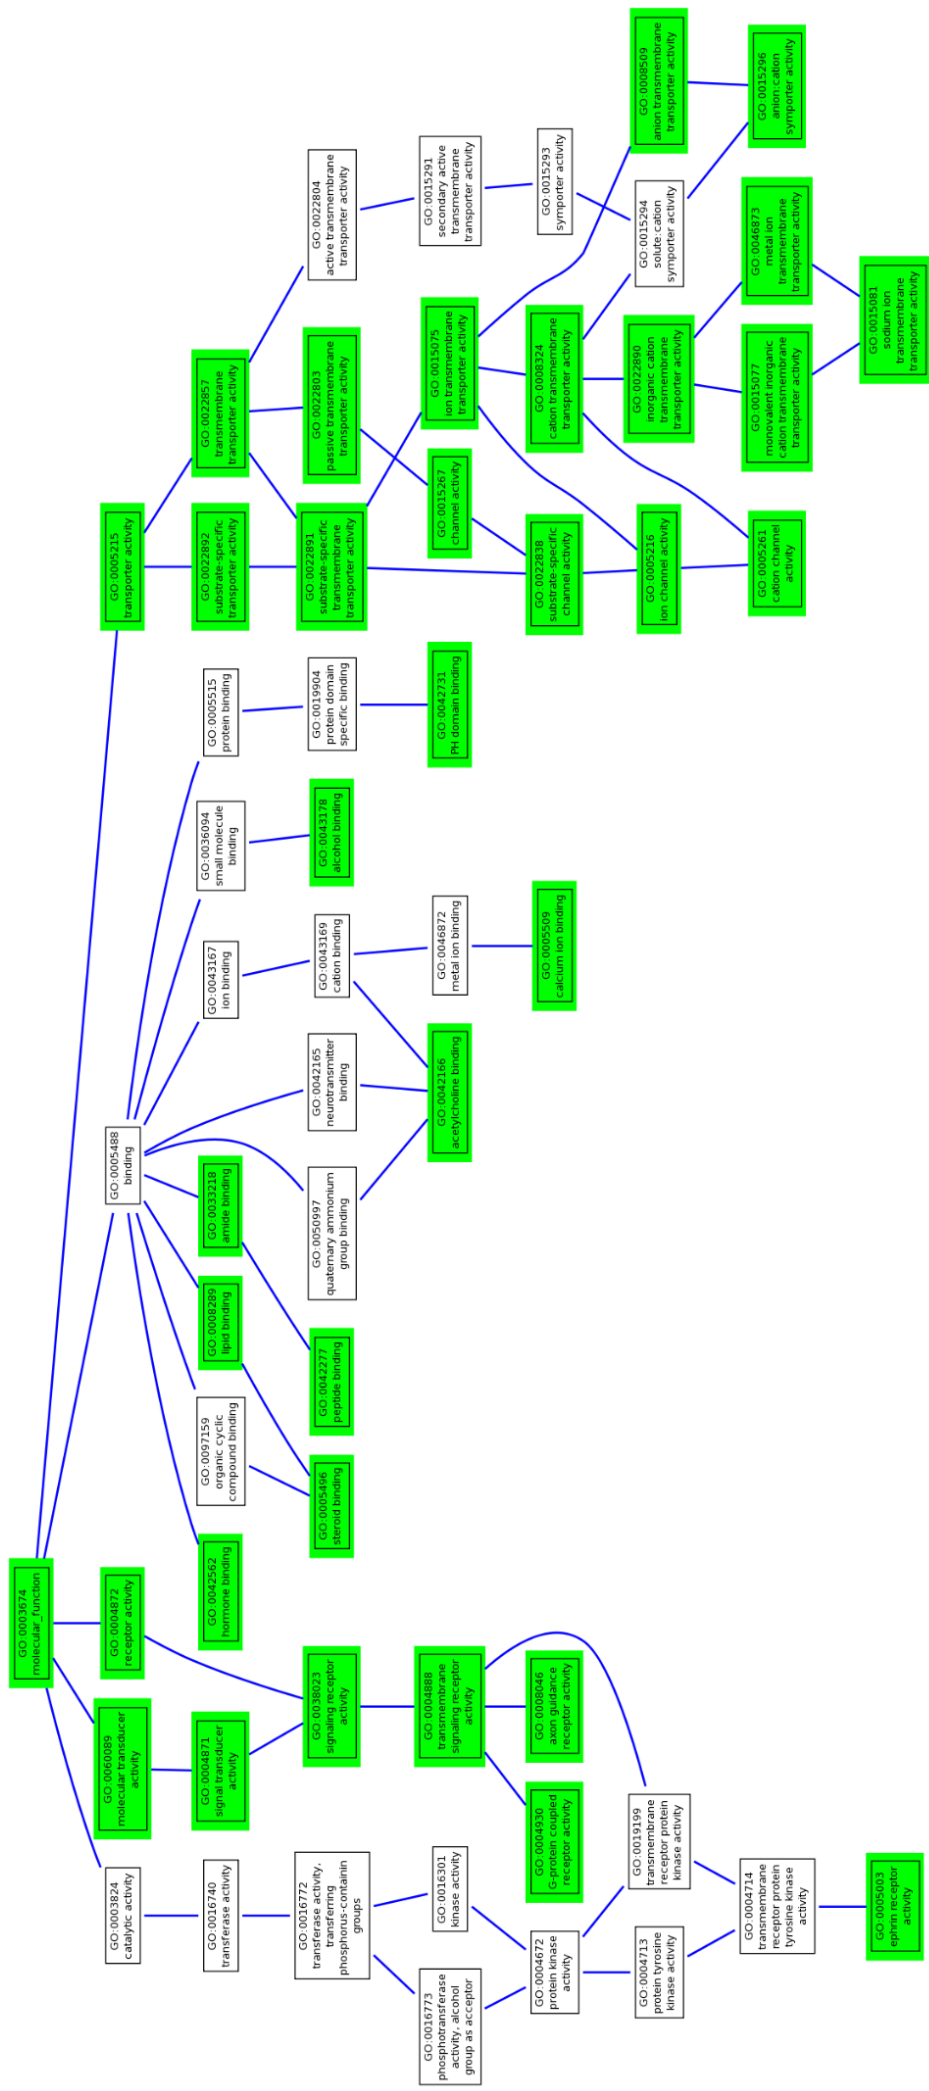 GO:0003674
molecular_function
GO:0003824
catalytic activity
GO:0060089
molecular transducer
activity
GO:0004872
receptor activity
GO:0005488
binding
GO:0005215
transporter activity
GO:0016740
transferase activity
GO:0004871
signal transducer
activity
GO:0042562
hormone binding
GO:0097159
organic cyclic
compound binding
GO:0008289
lipid binding
GO:0033218
amide binding
GO:0043167
ion binding
GO:0036094
small molecule
binding
GO:0005515
protein binding
GO:0022892
substrate-specific
transporter activity
GO:0022857
transmembrane
transporter activity
GO:0016772
transferase activity,
transferring
phosphorus-containin
groups
GO:0038023
signaling receptor
activity
GO:0005496
steroid binding
GO:0042277
peptide binding
GO:0050997
quaternary ammonium
group binding
GO:0042165
neurotransmitter
binding
GO:0043169
cation binding
GO:0043178
alcohol binding
GO:0019904
protein domain
specific binding
GO:0022891
substrate-specific
transmembrane
transporter activity
GO:0022803
passive transmembrane
transporter activity
GO:0022804
active transmembrane
transporter activity
GO:0016773
phosphotransferase
activity, alcohol
group as acceptor
GO:0016301
kinase activity
GO:0004888
transmembrane
signaling receptor
activity
GO:0042166
acetylcholine binding
GO:0046872
metal ion binding
GO:0042731
PH domain binding
GO:0015267
channel activity
GO:0015075
ion transmembrane
transporter activity
GO:0015291
secondary active
transmembrane
transporter activity
GO:0004672
protein kinase
activity
GO:0004930
G-protein coupled
receptor activity
GO:0008046
axon guidance
receptor activity
GO:0005509
calcium ion binding
GO:0022838
substrate-specific
channel activity
GO:0008324
cation transmembrane
transporter activity
GO:0015293
symporter activity
GO:0004713
protein tyrosine
kinase activity
GO:0019199
transmembrane
receptor protein
kinase activity
GO:0005216
ion channel activity
GO:0022890
inorganic cation
transmembrane
transporter activity
GO:0015294
solute:cation
symporter activity
GO:0008509
anion transmembrane
transporter activity
GO:0004714
transmembrane
receptor protein
tyrosine kinase
activity
GO:0005261
cation channel
activity
GO:0015077
monovalent inorganic
cation transmembrane
transporter activity
GO:0046873
metal ion
transmembrane
transporter activity
GO:0015296
anion:cation
symporter activity
GO:0005003
ephrin receptor
activity
GO:0015081
sodium ion
transmembrane
transporter activity